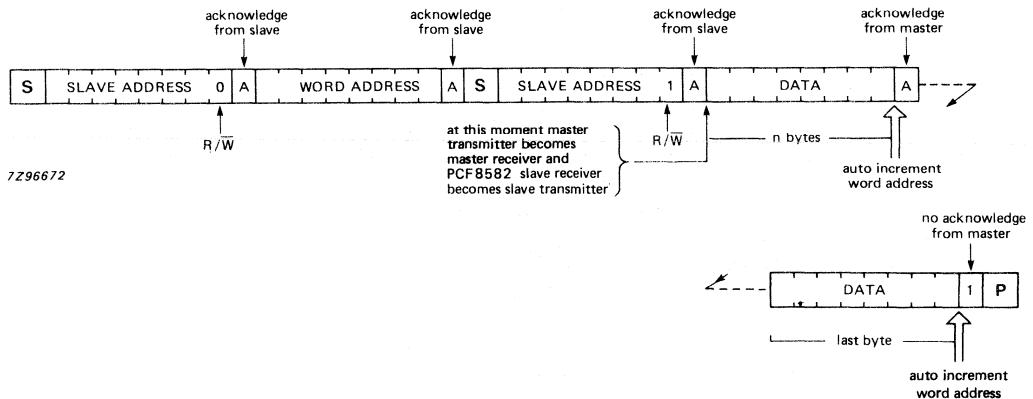 acknowledge
from slave
acknowledge
from slave
acknowledge
from slave
acknowledge
from master
S SLAVE ADDRESS 0 A WORD ADDRESS A S SLAVE ADDRESS 1 A DATA A
R/W̅
R/W̅
n bytes
at this moment master
transmitter becomes
master receiver and
PCF8582 slave receiver
becomes slave transmitter
auto increment
word address
7Z96672
no acknowledge
from master
DATA 1 P
last byte
auto increment
word address